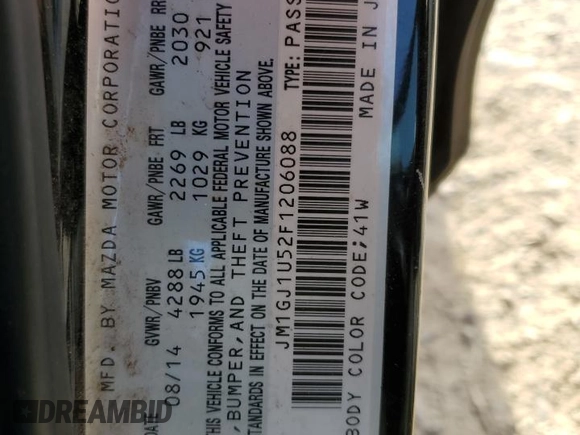 MFD. BY MAZDA MOTOR CORPORATION
DATE GVWR/PNBV GAWR/PNBE FRT GAWR/PNBE RR
08/14 4288 LB 2269 LB 2030
1945 KG 1029 KG 921
THIS VEHICLE CONFORMS TO ALL APPLICABLE FEDERAL MOTOR VEHICLE SAFETY
, BUMPER, AND THEFT PREVENTION
STANDARDS IN EFFECT ON THE DATE OF MANUFACTURE SHOWN ABOVE.
JM1GJ1U52F1206088 TYPE: PASS
BODY COLOR CODE;41W MADE IN J
DREAMBID